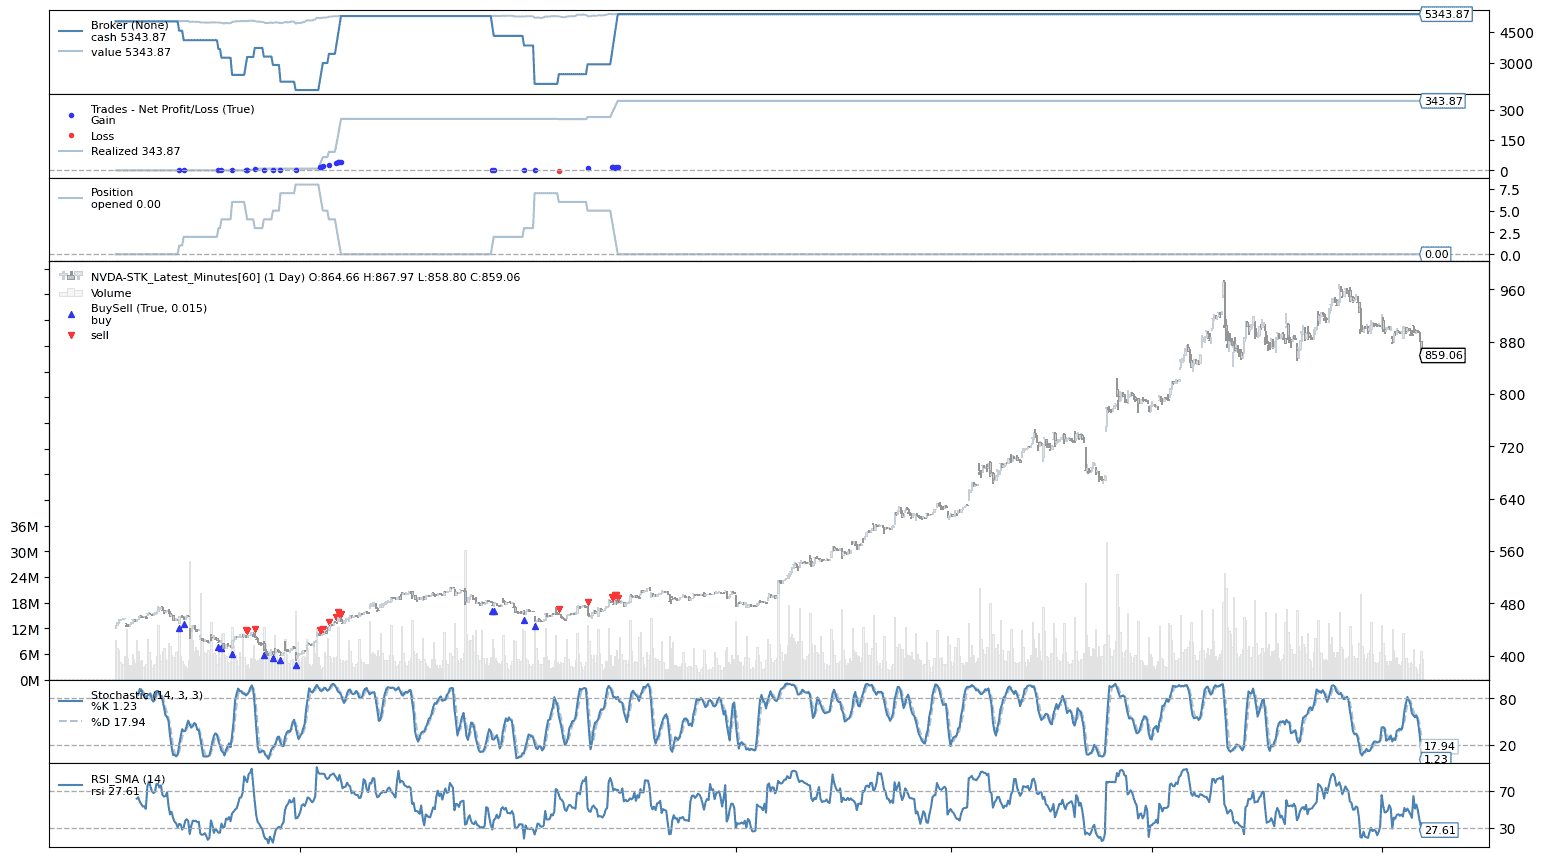 Broker (None)
cash 5343.87
value 5343.87
5343.87
4500
3000
Trades - Net Profit/Loss (True)
Gain
Loss
Realized 343.87
343.87
300
150
0
Position
opened 0.00
7.5
5.0
2.5
0.0
0.00
NVDA-STK_Latest_Minutes[60] (1 Day) O:864.66 H:867.97 L:858.80 C:859.06
Volume
BuySell (True, 0.015)
buy
sell
960
880
859.06
800
720
640
560
480
400
36M
30M
24M
18M
12M
6M
0M
Stochastic (14, 3, 3)
%K 1.23
%D 17.94
80
20
17.94
1.23
RSI_SMA (14)
rsi 27.61
70
30
27.61